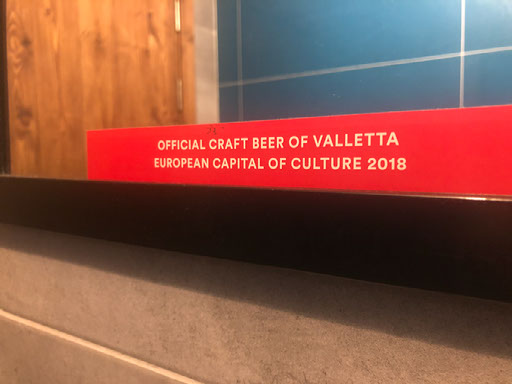 OFFICIAL CRAFT BEER OF VALLETTA
EUROPEAN CAPITAL OF CULTURE 2018